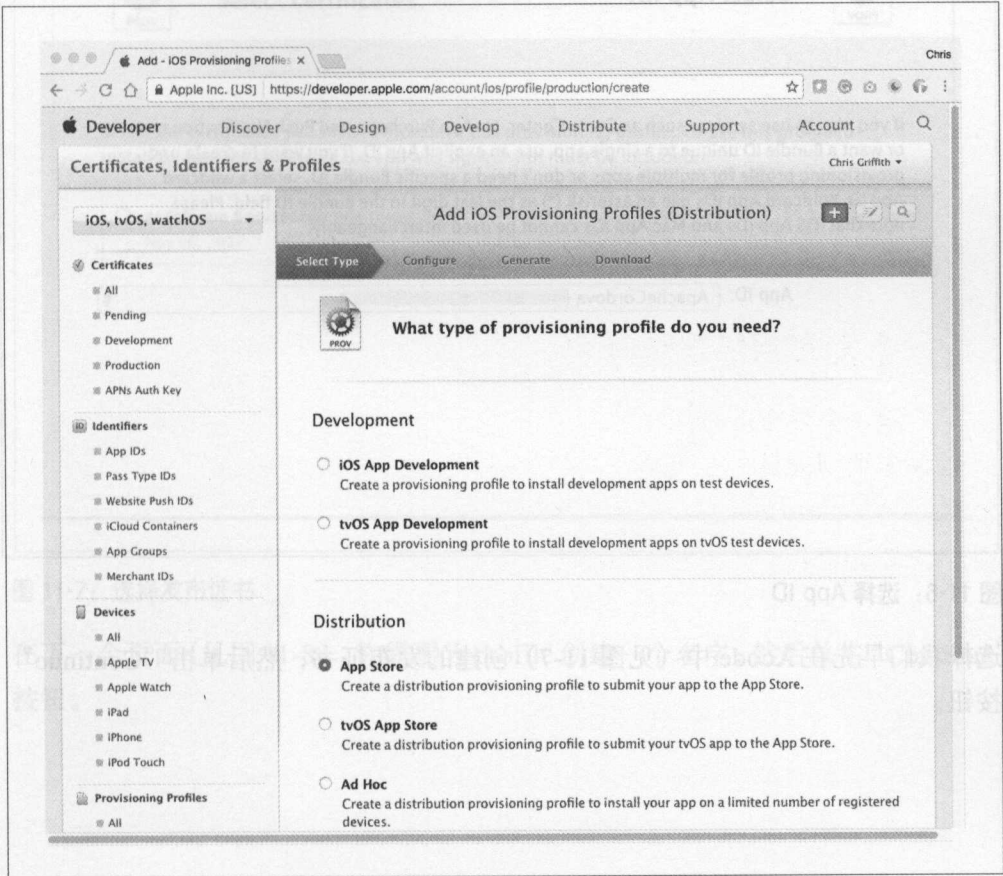 Add - iOS Provisioning Profiles ×
Chris
Apple Inc. [US] https://developer.apple.com/account/ios/profile/production/create
Developer Discover Design Develop Distribute Support Account
Certificates, Identifiers & Profiles
Chris Griffith
iOS, tvOS, watchOS
Add iOS Provisioning Profiles (Distribution)
Select Type Configure Generate Download
Certificates
All
Pending
Development
Production
APNs Auth Key
Identifiers
App IDs
Pass Type IDs
Website Push IDs
iCloud Containers
App Groups
Merchant IDs
Devices
All
Apple TV
Apple Watch
iPad
iPhone
iPod Touch
Provisioning Profiles
All
PROV
What type of provisioning profile do you need?
Development
iOS App Development
Create a provisioning profile to install development apps on test devices.
tvOS App Development
Create a provisioning profile to install development apps on tvOS test devices.
Distribution
App Store
Create a distribution provisioning profile to submit your app to the App Store.
tvOS App Store
Create a distribution provisioning profile to submit your tvOS app to the App Store.
Ad Hoc
Create a distribution provisioning profile to install your app on a limited number of registered
devices.